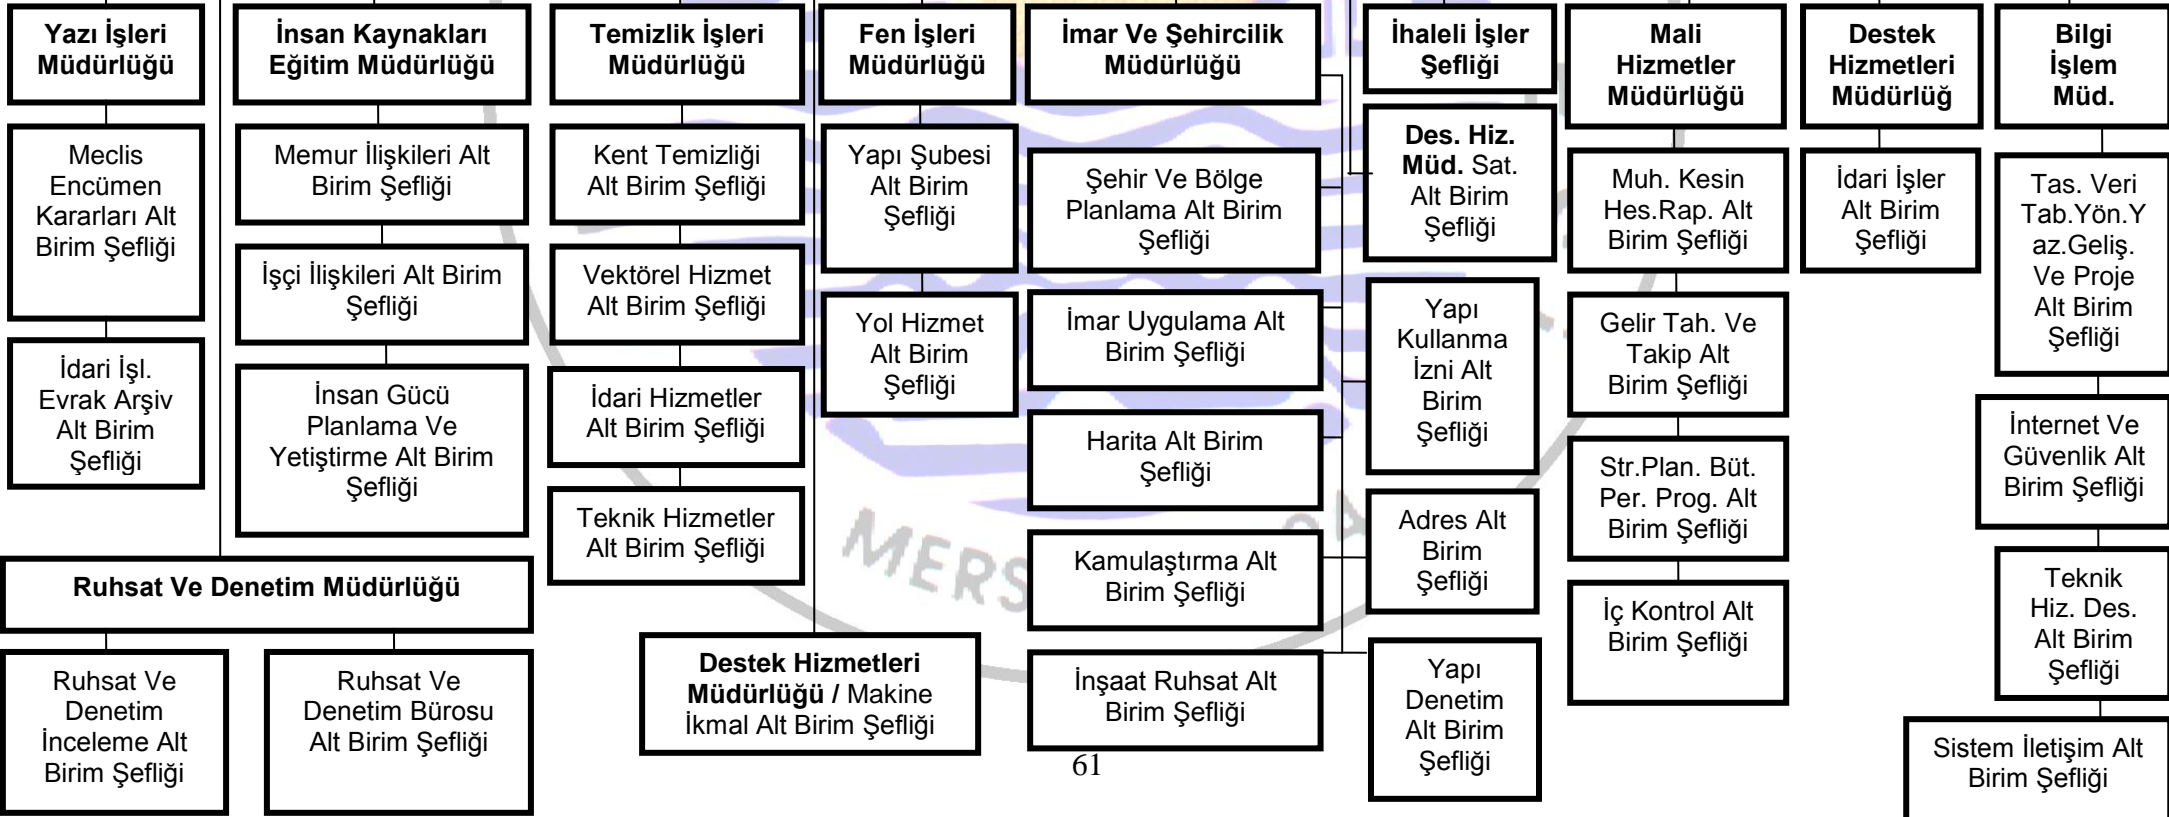 Yazı İşleri
Müdürlüğü
İnsan Kaynakları
Eğitim Müdürlüğü
Temizlik İşleri
Müdürlüğü
Fen İşleri
Müdürlüğü
İmar Ve Şehircilik
Müdürlüğü
İhaleli İşler
Şefliği
Mali
Hizmetler
Müdürlüğü
Destek
Hizmetleri
Müdürlüğ
Bilgi
İşlem
Müd.
Meclis
Encümen
Kararları Alt
Birim Şefliği
Memur İlişkileri Alt
Birim Şefliği
Kent Temizliği
Alt Birim Şefliği
Yapı Şubesi
Alt Birim
Şefliği
Şehir Ve Bölge
Planlama Alt Birim
Şefliği
Des. Hiz.
Müd. Sat.
Alt Birim
Şefliği
Muh. Kesin
Hes.Rap. Alt
Birim Şefliği
İdari İşler
Alt Birim
Şefliği
Tas. Veri
Tab.Yön.Y
az.Geliş.
Ve Proje
Alt Birim
Şefliği
İşçi İlişkileri Alt Birim
Şefliği
Vektörel Hizmet
Alt Birim Şefliği
Yol Hizmet
Alt Birim
Şefliği
İmar Uygulama Alt
Birim Şefliği
Yapı
Kullanma
İzni Alt
Birim
Şefliği
Gelir Tah. Ve
Takip Alt
Birim Şefliği
İdari İşl.
Evrak Arşiv
Alt Birim
Şefliği
İnsan Gücü
Planlama Ve
Yetiştirme Alt Birim
Şefliği
İdari Hizmetler
Alt Birim Şefliği
Harita Alt Birim
Şefliği
Str.Plan. Büt.
Per. Prog. Alt
Birim Şefliği
İnternet Ve
Güvenlik Alt
Birim Şefliği
Teknik Hizmetler
Alt Birim Şefliği
Kamulaştırma Alt
Birim Şefliği
Adres Alt
Birim
Şefliği
İç Kontrol Alt
Birim Şefliği
Teknik
Hiz. Des.
Alt Birim
Şefliği
Ruhsat Ve Denetim Müdürlüğü
Ruhsat Ve
Denetim
İnceleme Alt
Birim Şefliği
Ruhsat Ve
Denetim Bürosu
Alt Birim Şefliği
Destek Hizmetleri
Müdürlüğü / Makine
İkmal Alt Birim Şefliği
İnşaat Ruhsat Alt
Birim Şefliği
Yapı
Denetim
Alt Birim
Şefliği
Sistem İletişim Alt
Birim Şefliği
MERS
61